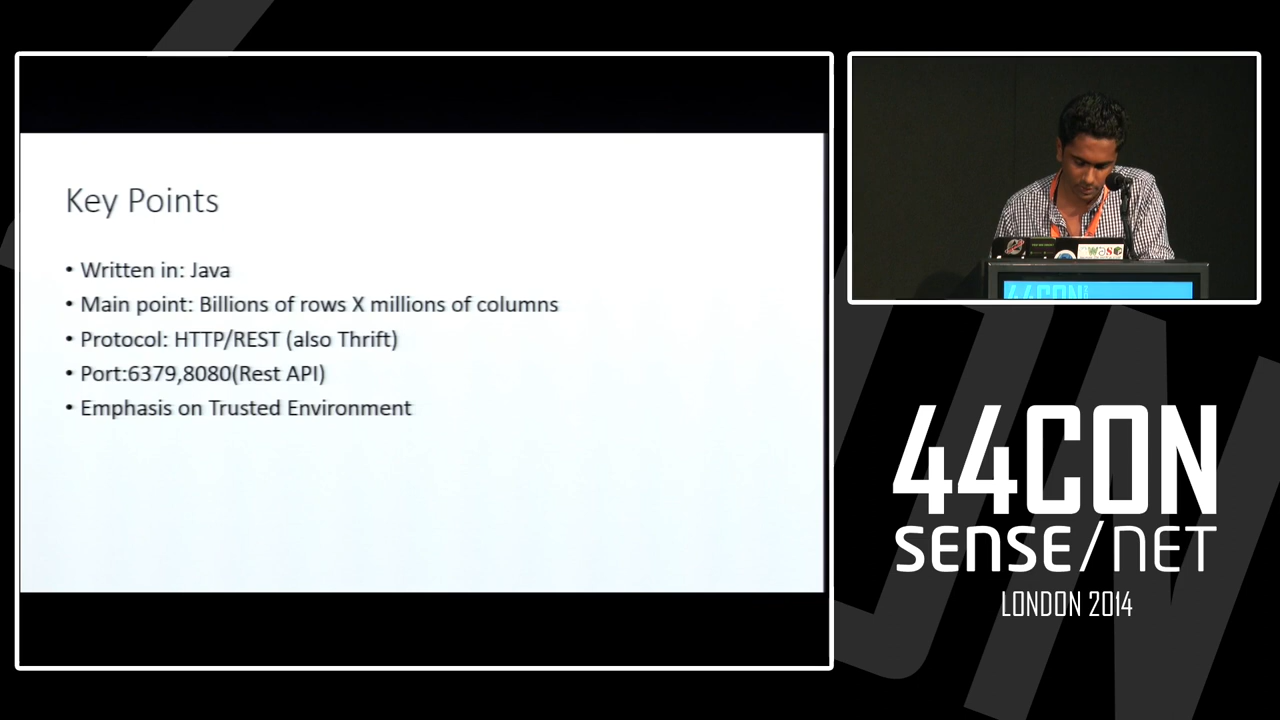 Key Points
• Written in: Java
• Main point: Billions of rows X millions of columns
• Protocol: HTTP/REST (also Thrift)
• Port:6379,8080(Rest API)
• Emphasis on Trusted Environment
44CON
44CON
SENSE/NET
LONDON 2014